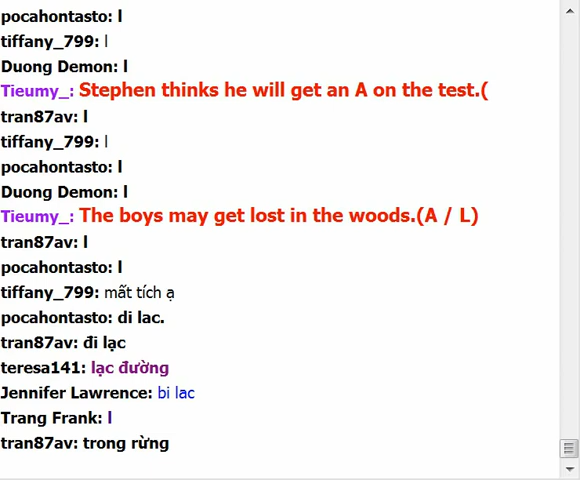 pocahontasto: l
tiffany_799: l
Duong Demon: l
Tieumy_: Stephen thinks he will get an A on the test.(
tran87av: l
tiffany_799: l
pocahontasto: l
Duong Demon: l
Tieumy_: The boys may get lost in the woods.(A / L)
tran87av: l
pocahontasto: l
tiffany_799: mất tích ạ
pocahontasto: di lac.
tran87av: đi lạc
teresa141: lạc đường
Jennifer Lawrence: bi lac
Trang Frank: l
tran87av: trong rừng